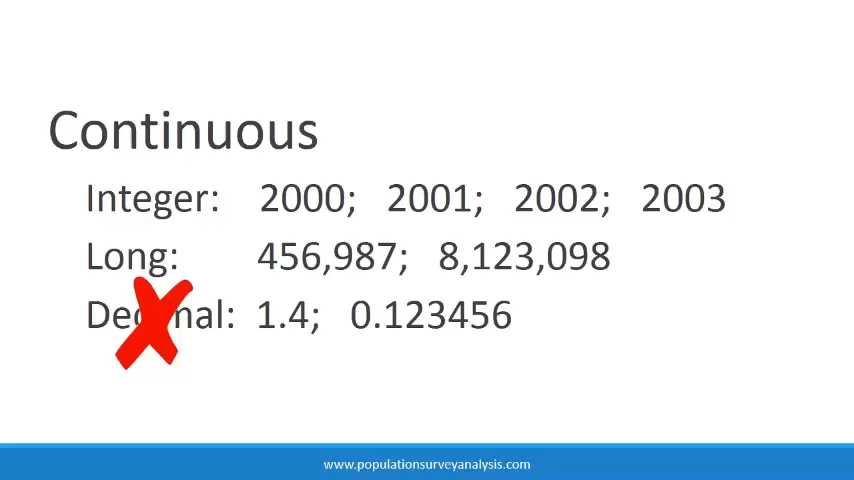 Continuous
Integer: 2000; 2001; 2002; 2003
Long: 456,987; 8,123,098
Decimal: 1.4; 0.123456
www.populationsurveyanalysis.com